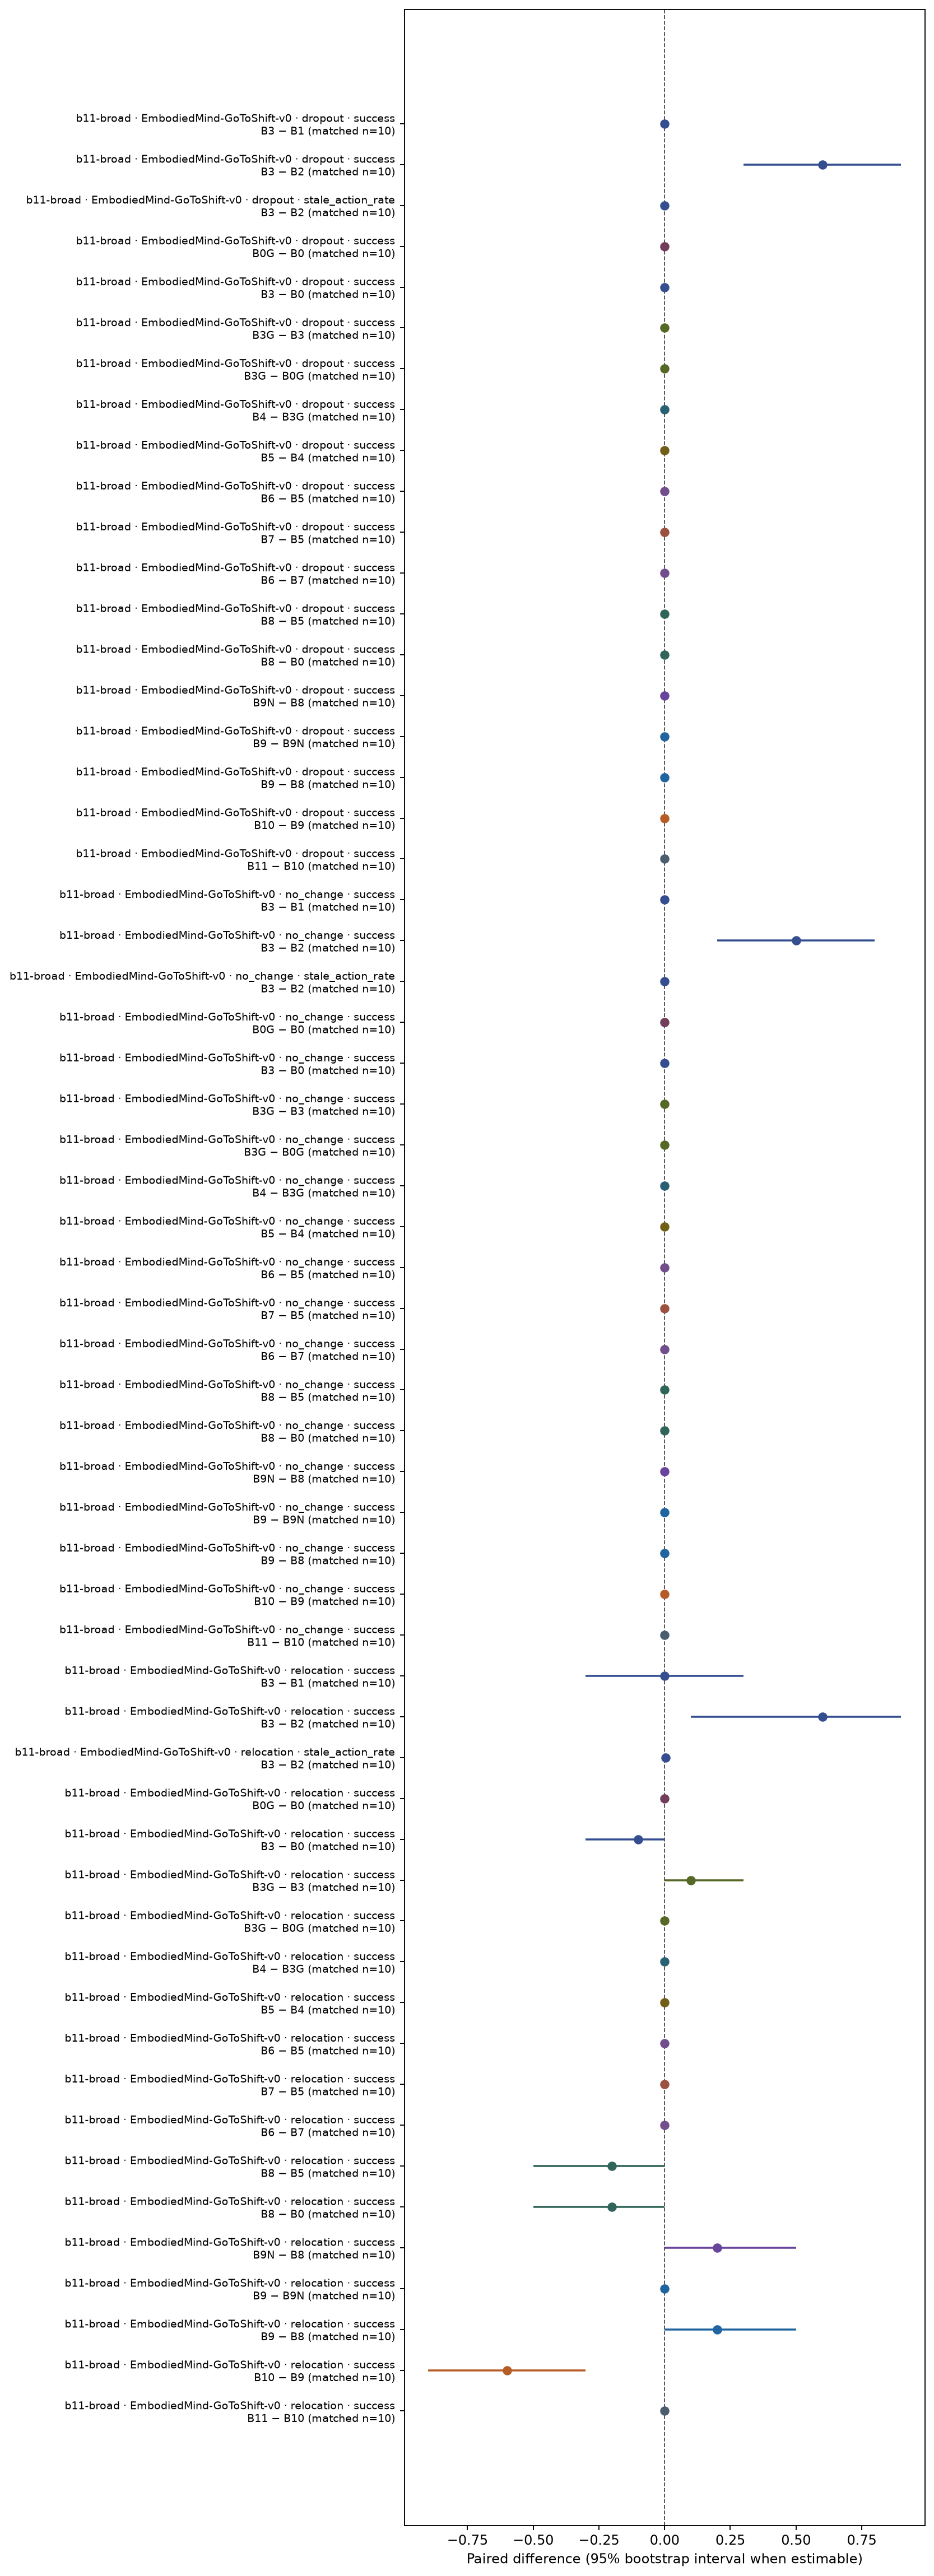 b11-broad · EmbodiedMind-GoToShift-v0 · dropout · success
B3 − B1 (matched n=10)
b11-broad · EmbodiedMind-GoToShift-v0 · dropout · success
B3 − B2 (matched n=10)
b11-broad · EmbodiedMind-GoToShift-v0 · dropout · stale_action_rate
B3 − B2 (matched n=10)
b11-broad · EmbodiedMind-GoToShift-v0 · dropout · success
B0G − B0 (matched n=10)
b11-broad · EmbodiedMind-GoToShift-v0 · dropout · success
B3 − B0 (matched n=10)
b11-broad · EmbodiedMind-GoToShift-v0 · dropout · success
B3G − B3 (matched n=10)
b11-broad · EmbodiedMind-GoToShift-v0 · dropout · success
B3G − B0G (matched n=10)
b11-broad · EmbodiedMind-GoToShift-v0 · dropout · success
B4 − B3G (matched n=10)
b11-broad · EmbodiedMind-GoToShift-v0 · dropout · success
B5 − B4 (matched n=10)
b11-broad · EmbodiedMind-GoToShift-v0 · dropout · success
B6 − B5 (matched n=10)
b11-broad · EmbodiedMind-GoToShift-v0 · dropout · success
B7 − B5 (matched n=10)
b11-broad · EmbodiedMind-GoToShift-v0 · dropout · success
B6 − B7 (matched n=10)
b11-broad · EmbodiedMind-GoToShift-v0 · dropout · success
B8 − B5 (matched n=10)
b11-broad · EmbodiedMind-GoToShift-v0 · dropout · success
B8 − B0 (matched n=10)
b11-broad · EmbodiedMind-GoToShift-v0 · dropout · success
B9N − B8 (matched n=10)
b11-broad · EmbodiedMind-GoToShift-v0 · dropout · success
B9 − B9N (matched n=10)
b11-broad · EmbodiedMind-GoToShift-v0 · dropout · success
B9 − B8 (matched n=10)
b11-broad · EmbodiedMind-GoToShift-v0 · dropout · success
B10 − B9 (matched n=10)
b11-broad · EmbodiedMind-GoToShift-v0 · dropout · success
B11 − B10 (matched n=10)
b11-broad · EmbodiedMind-GoToShift-v0 · no_change · success
B3 − B1 (matched n=10)
b11-broad · EmbodiedMind-GoToShift-v0 · no_change · success
B3 − B2 (matched n=10)
b11-broad · EmbodiedMind-GoToShift-v0 · no_change · stale_action_rate
B3 − B2 (matched n=10)
b11-broad · EmbodiedMind-GoToShift-v0 · no_change · success
B0G − B0 (matched n=10)
b11-broad · EmbodiedMind-GoToShift-v0 · no_change · success
B3 − B0 (matched n=10)
b11-broad · EmbodiedMind-GoToShift-v0 · no_change · success
B3G − B3 (matched n=10)
b11-broad · EmbodiedMind-GoToShift-v0 · no_change · success
B3G − B0G (matched n=10)
b11-broad · EmbodiedMind-GoToShift-v0 · no_change · success
B4 − B3G (matched n=10)
b11-broad · EmbodiedMind-GoToShift-v0 · no_change · success
B5 − B4 (matched n=10)
b11-broad · EmbodiedMind-GoToShift-v0 · no_change · success
B6 − B5 (matched n=10)
b11-broad · EmbodiedMind-GoToShift-v0 · no_change · success
B7 − B5 (matched n=10)
b11-broad · EmbodiedMind-GoToShift-v0 · no_change · success
B6 − B7 (matched n=10)
b11-broad · EmbodiedMind-GoToShift-v0 · no_change · success
B8 − B5 (matched n=10)
b11-broad · EmbodiedMind-GoToShift-v0 · no_change · success
B8 − B0 (matched n=10)
b11-broad · EmbodiedMind-GoToShift-v0 · no_change · success
B9N − B8 (matched n=10)
b11-broad · EmbodiedMind-GoToShift-v0 · no_change · success
B9 − B9N (matched n=10)
b11-broad · EmbodiedMind-GoToShift-v0 · no_change · success
B9 − B8 (matched n=10)
b11-broad · EmbodiedMind-GoToShift-v0 · no_change · success
B10 − B9 (matched n=10)
b11-broad · EmbodiedMind-GoToShift-v0 · no_change · success
B11 − B10 (matched n=10)
b11-broad · EmbodiedMind-GoToShift-v0 · relocation · success
B3 − B1 (matched n=10)
b11-broad · EmbodiedMind-GoToShift-v0 · relocation · success
B3 − B2 (matched n=10)
b11-broad · EmbodiedMind-GoToShift-v0 · relocation · stale_action_rate
B3 − B2 (matched n=10)
b11-broad · EmbodiedMind-GoToShift-v0 · relocation · success
B0G − B0 (matched n=10)
b11-broad · EmbodiedMind-GoToShift-v0 · relocation · success
B3 − B0 (matched n=10)
b11-broad · EmbodiedMind-GoToShift-v0 · relocation · success
B3G − B3 (matched n=10)
b11-broad · EmbodiedMind-GoToShift-v0 · relocation · success
B3G − B0G (matched n=10)
b11-broad · EmbodiedMind-GoToShift-v0 · relocation · success
B4 − B3G (matched n=10)
b11-broad · EmbodiedMind-GoToShift-v0 · relocation · success
B5 − B4 (matched n=10)
b11-broad · EmbodiedMind-GoToShift-v0 · relocation · success
B6 − B5 (matched n=10)
b11-broad · EmbodiedMind-GoToShift-v0 · relocation · success
B7 − B5 (matched n=10)
b11-broad · EmbodiedMind-GoToShift-v0 · relocation · success
B6 − B7 (matched n=10)
b11-broad · EmbodiedMind-GoToShift-v0 · relocation · success
B8 − B5 (matched n=10)
b11-broad · EmbodiedMind-GoToShift-v0 · relocation · success
B8 − B0 (matched n=10)
b11-broad · EmbodiedMind-GoToShift-v0 · relocation · success
B9N − B8 (matched n=10)
b11-broad · EmbodiedMind-GoToShift-v0 · relocation · success
B9 − B9N (matched n=10)
b11-broad · EmbodiedMind-GoToShift-v0 · relocation · success
B9 − B8 (matched n=10)
b11-broad · EmbodiedMind-GoToShift-v0 · relocation · success
B10 − B9 (matched n=10)
b11-broad · EmbodiedMind-GoToShift-v0 · relocation · success
B11 − B10 (matched n=10)
−0.75 −0.50 −0.25 0.00 0.25 0.50 0.75
Paired difference (95% bootstrap interval when estimable)